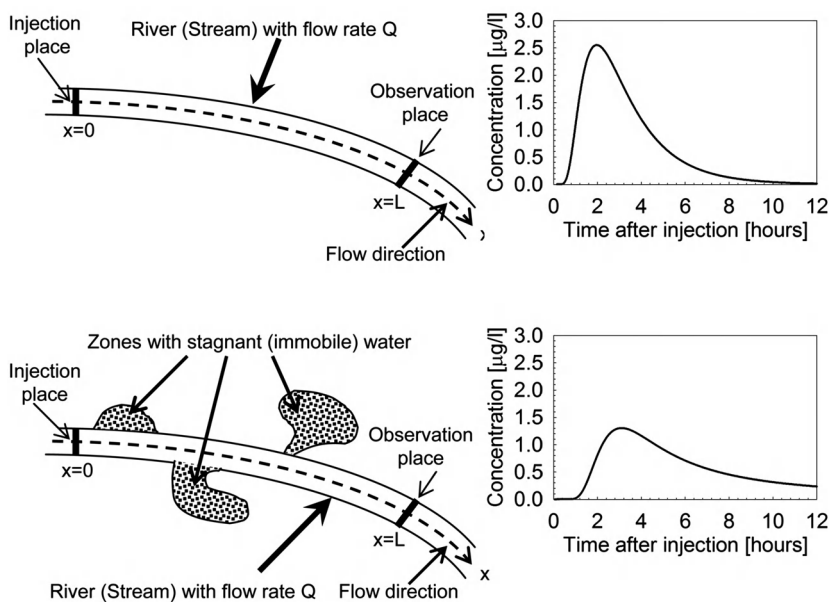 Injection
place
River (Stream) with flow rate Q
Observation
place
x=0
x=L
Flow direction
Concentration [µg/l]
3.0
2.5
2.0
1.5
1.0
0.5
0.0
0 2 4 6 8 10 12
Time after injection [hours]
Zones with stagnant (immobile) water
Injection
place
Observation
place
x=0
x=L
x
River (Stream) with flow rate Q
Flow direction
Concentration [µg/l]
3.0
2.5
2.0
1.5
1.0
0.5
0.0
0 2 4 6 8 10 12
Time after injection [hours]